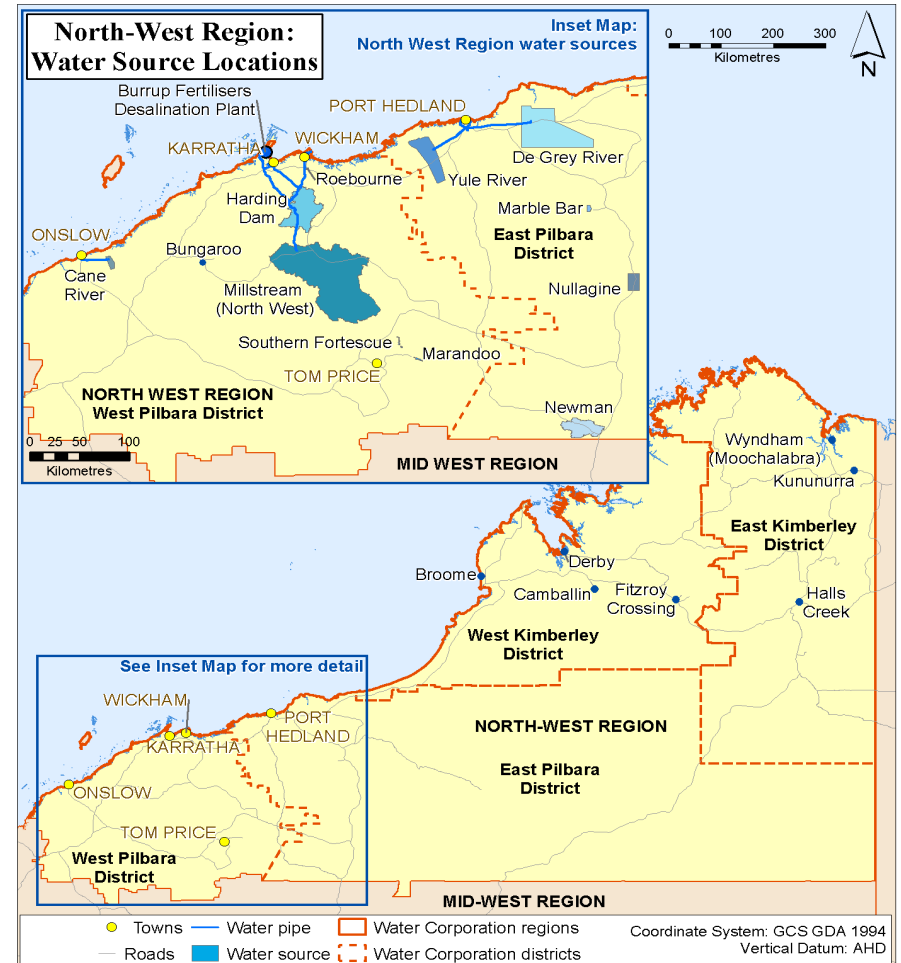 North-West Region:
Water Source Locations
Inset Map:
North West Region water sources
0 100 200 300
Kilometres
N
Burrup Fertilisers
Desalination Plant
PORT HEDLAND
KARRATHA
WICKHAM
De Grey River
Roebourne
Yule River
Harding
Dam
Marble Bar
ONSLOW
East Pilbara
District
Bungaroo
Cane
River
Millstream
(North West)
Nullagine
Southern Fortescue
Marandoo
TOM PRICE
NORTH WEST REGION
West Pilbara District
Newman
0 25 50 100
Kilometres
MID WEST REGION
Wyndham
(Moochalabra)
Kununurra
East Kimberley
District
Broome
Derby
Camballin
Fitzroy
Crossing
Halls
Creek
West Kimberley
District
See Inset Map for more detail
WICKHAM
PORT
HEDLAND
KARRATHA
NORTH-WEST REGION
East Pilbara
District
ONSLOW
TOM PRICE
West Pilbara
District
MID-WEST REGION
Towns
Water pipe
Water Corporation regions
Roads
Water source
Water Corporation districts
Coordinate System: GCS GDA 1994
Vertical Datum: AHD